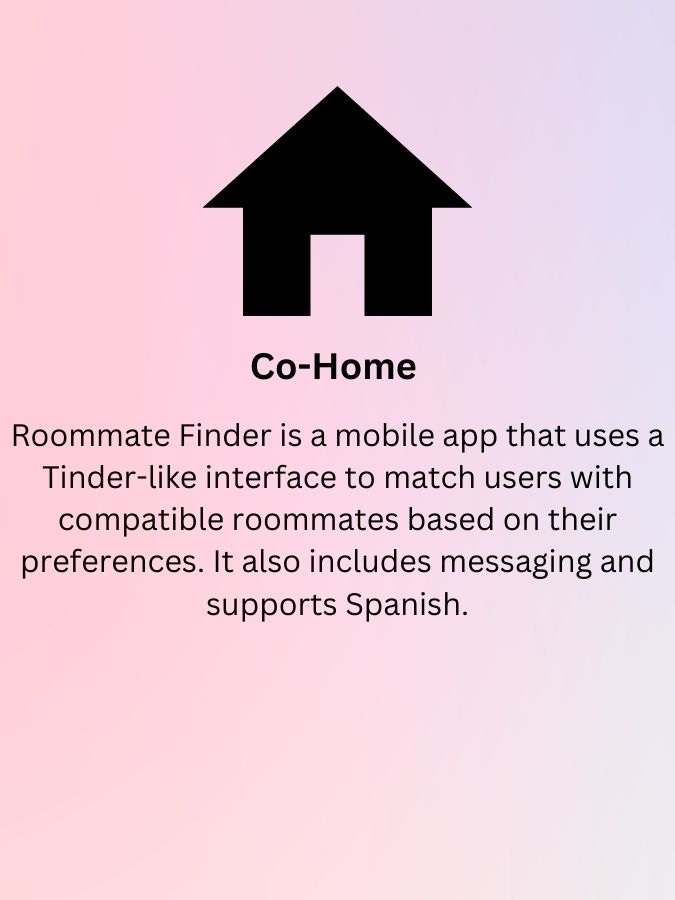 Co-Home
Roommate Finder is a mobile app that uses a
Tinder-like interface to match users with
compatible roommates based on their
preferences. It also includes messaging and
supports Spanish.